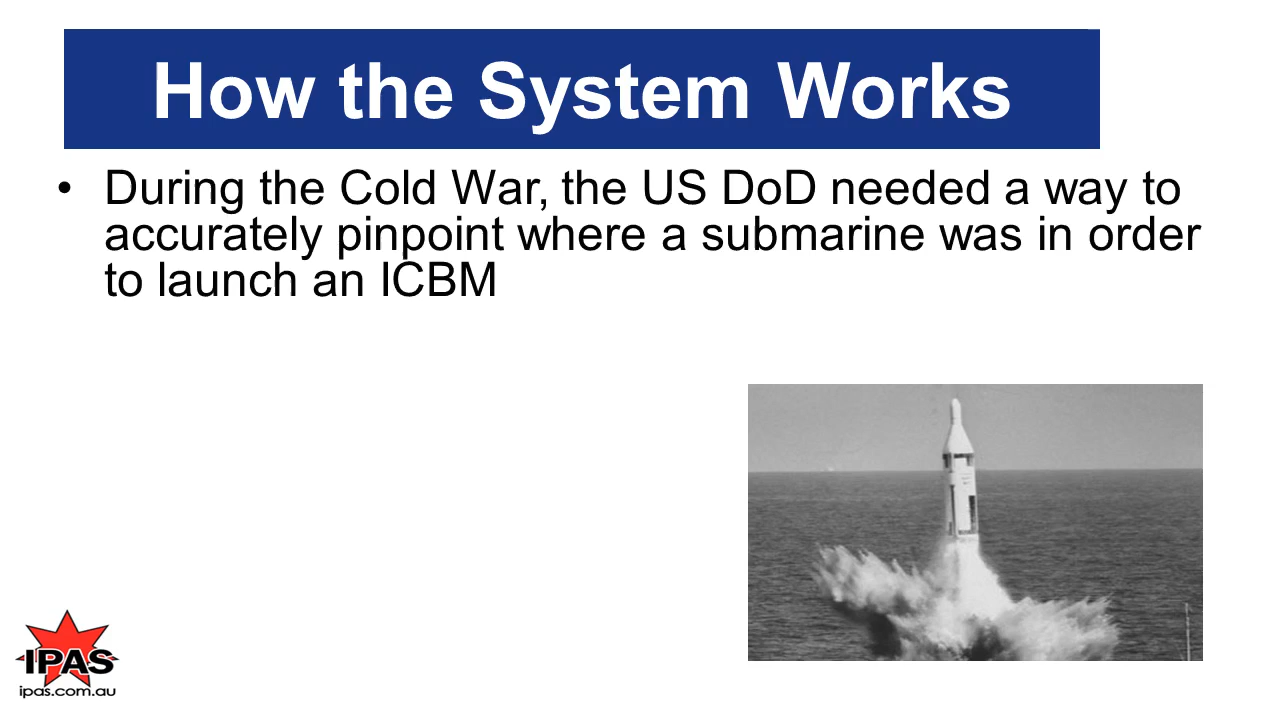 How the System Works
• During the Cold War, the US DoD needed a way to
accurately pinpoint where a submarine was in order
to launch an ICBM
IPAS
ipas.com.au